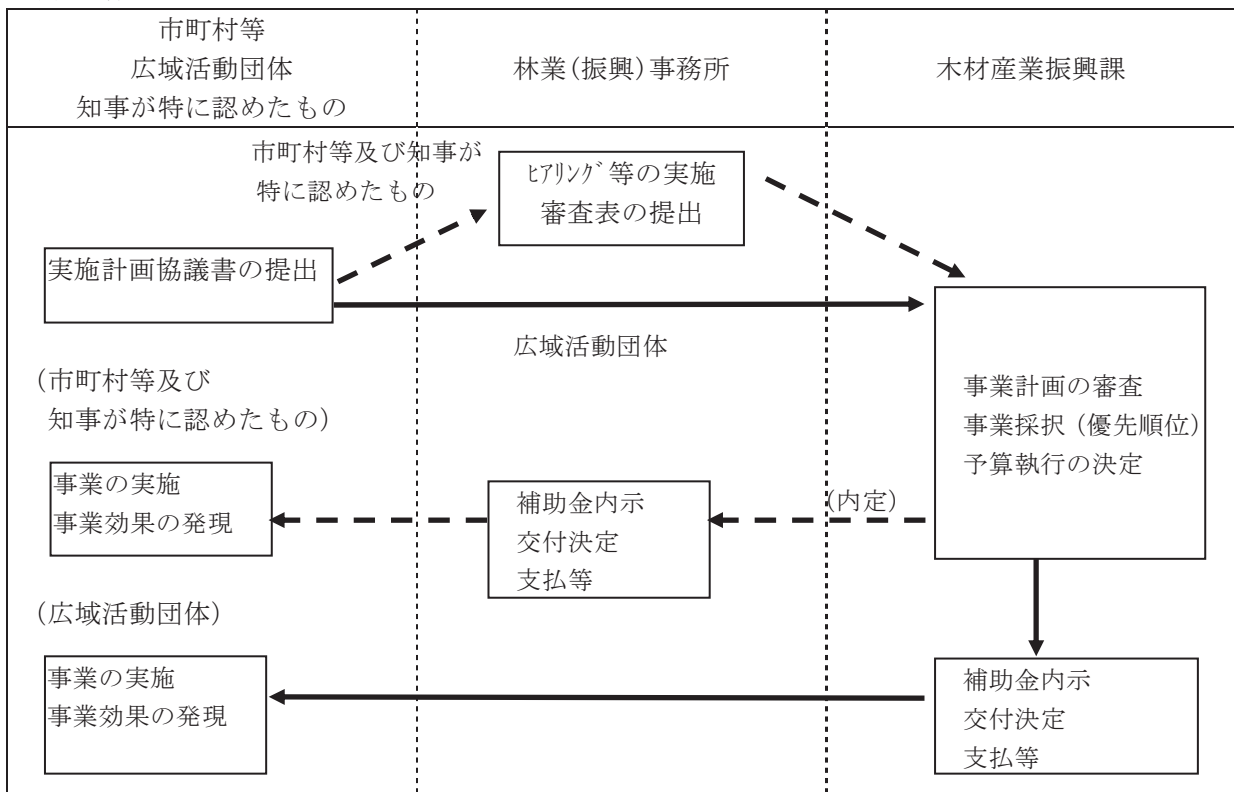 市町村等
広域活動団体
知事が特に認めたもの
林業(振興)事務所
木材産業振興課
市町村等及び知事が
特に認めたもの
ﾋｱﾘﾝｸﾞ等の実施
審査表の提出
実施計画協議書の提出
広域活動団体
事業計画の審査
事業採択(優先順位)
予算執行の決定
(市町村等及び
知事が特に認めたもの)
事業の実施
事業効果の発現
補助金内示
交付決定
支払等
(内定)
(広域活動団体)
事業の実施
事業効果の発現
補助金内示
交付決定
支払等